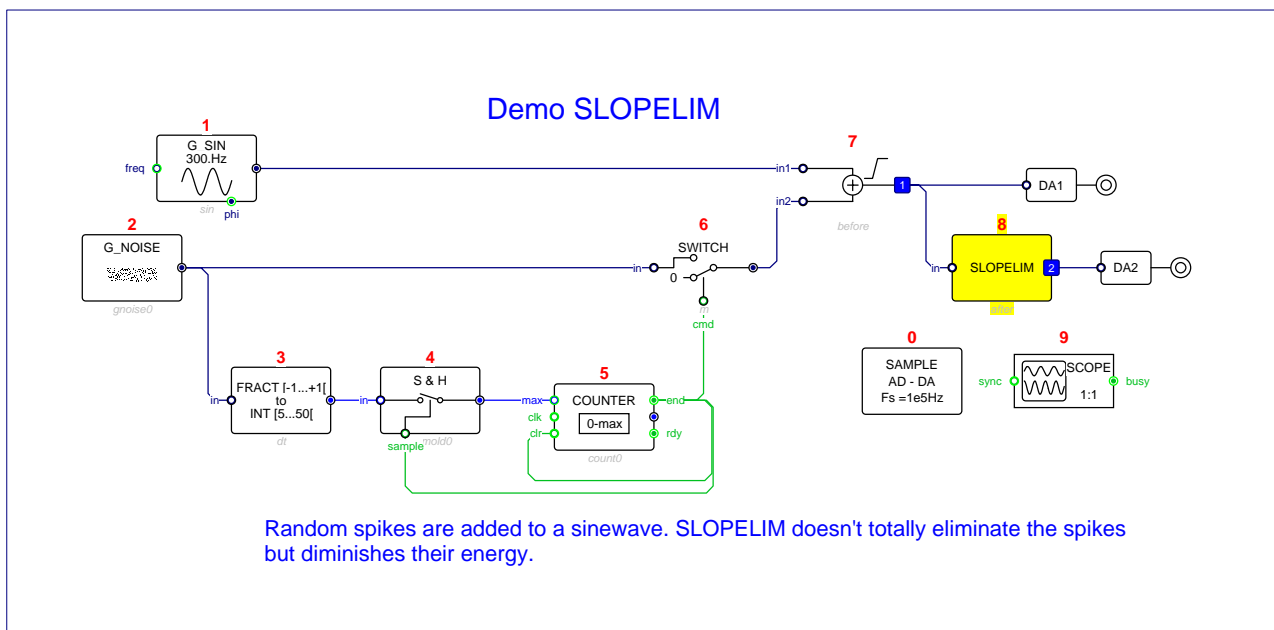 Demo SLOPELIM
1
G_SIN
300.Hz
freq
phi
sin
2
G_NOISE
gnoise0
3
FRACT [-1...+1[
to
INT [5...50[
in
dt
4
S & H
in
sample
mold0
5
COUNTER
0-max
max
clk
clr
end
rdy
count0
6
SWITCH
in
0
m
cmd
7
in1
in2
before
1
DA1
8
SLOPELIM
in
2
after
DA2
0
SAMPLE
AD - DA
Fs =1e5Hz
9
SCOPE
1:1
sync
busy
Random spikes are added to a sinewave. SLOPELIM doesn't totally eliminate the spikes
but diminishes their energy.